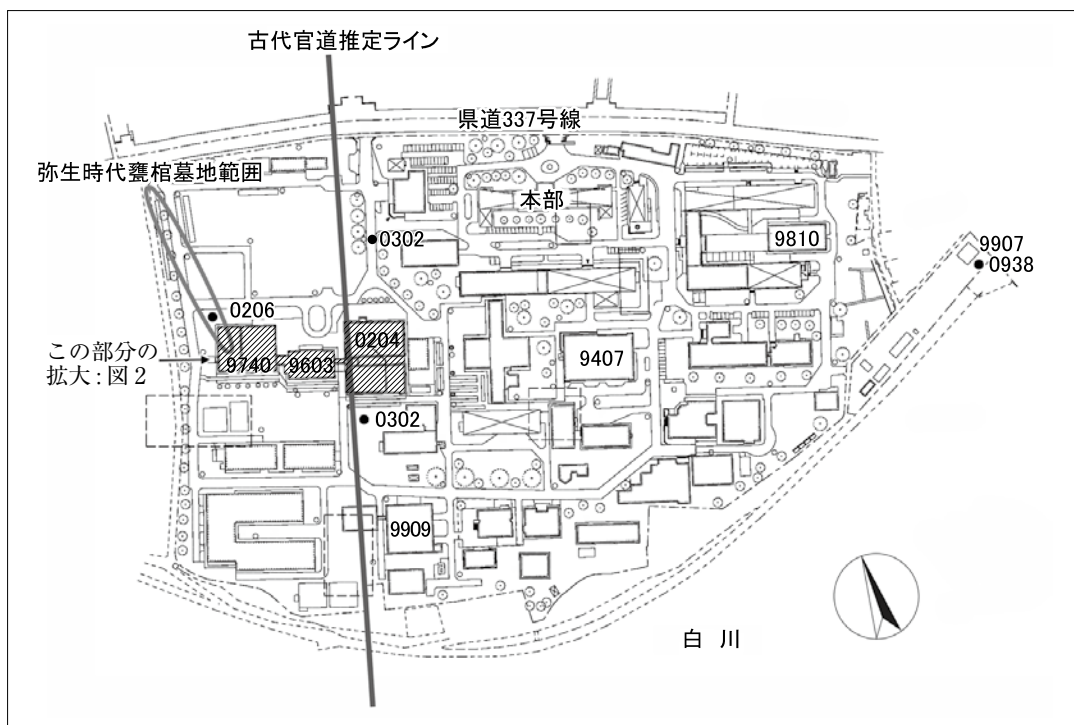 古代官道推定ライン
県道337号線
弥生時代甕棺墓地範囲
本部
0302
9810
9907
0938
0206
0204
この部分の
拡大：図２
9740
9603
9407
0302
9909
白 川